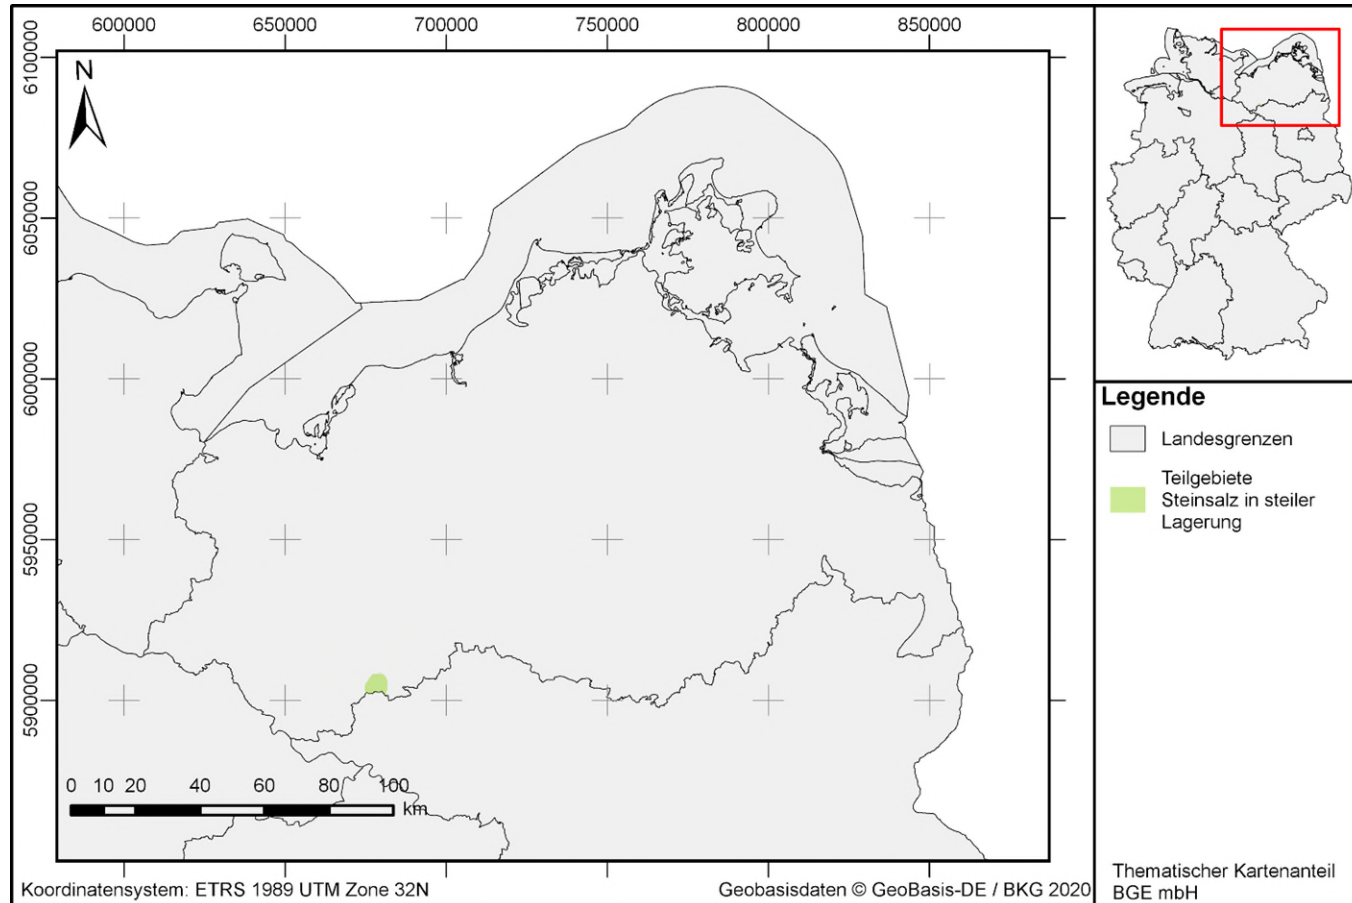 600000 650000 700000 750000 800000 850000
6100000
N
6050000
6000000
5950000
5900000
0 10 20 40 60 80 100
km
Koordinatensystem: ETRS 1989 UTM Zone 32N
Geobasisdaten © GeoBasis-DE / BKG 2020
Legende
Landesgrenzen
Teilgebiete
Steinsalz in steiler
Lagerung
Thematischer Kartenanteil
BGE mbH